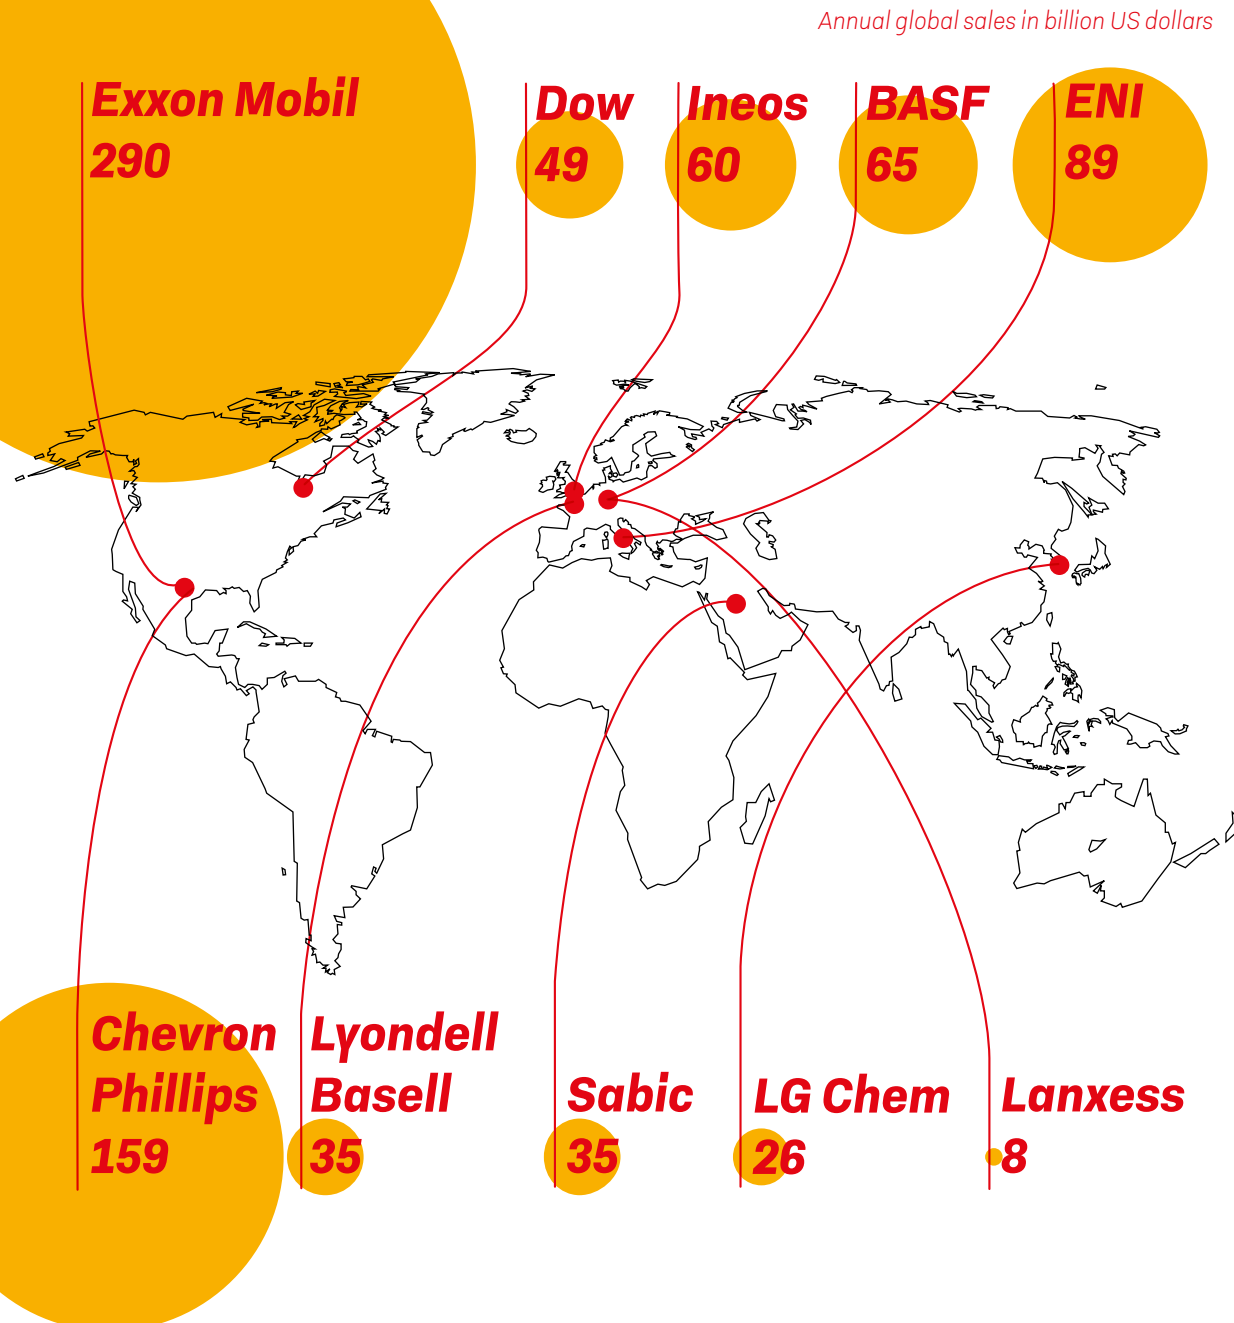 Annual global sales in billion US dollars
Exxon Mobil
290
Dow
49
Ineos
60
BASF
65
ENI
89
Chevron
Phillips
159
Lyondell
Basell
35
Sabic
35
LG Chem
26
Lanxess
8